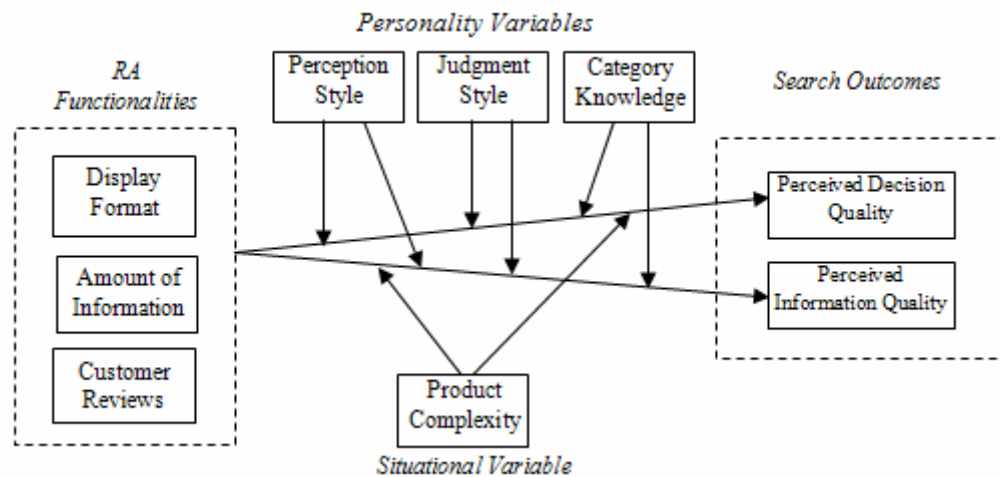 Personality Variables
RA
Functionalities
Perception
Style
Judgment
Style
Category
Knowledge
Search Outcomes
Display
Format
Amount of
Information
Customer
Reviews
Perceived Decision
Quality
Perceived
Information Quality
Product
Complexity
Situational Variable